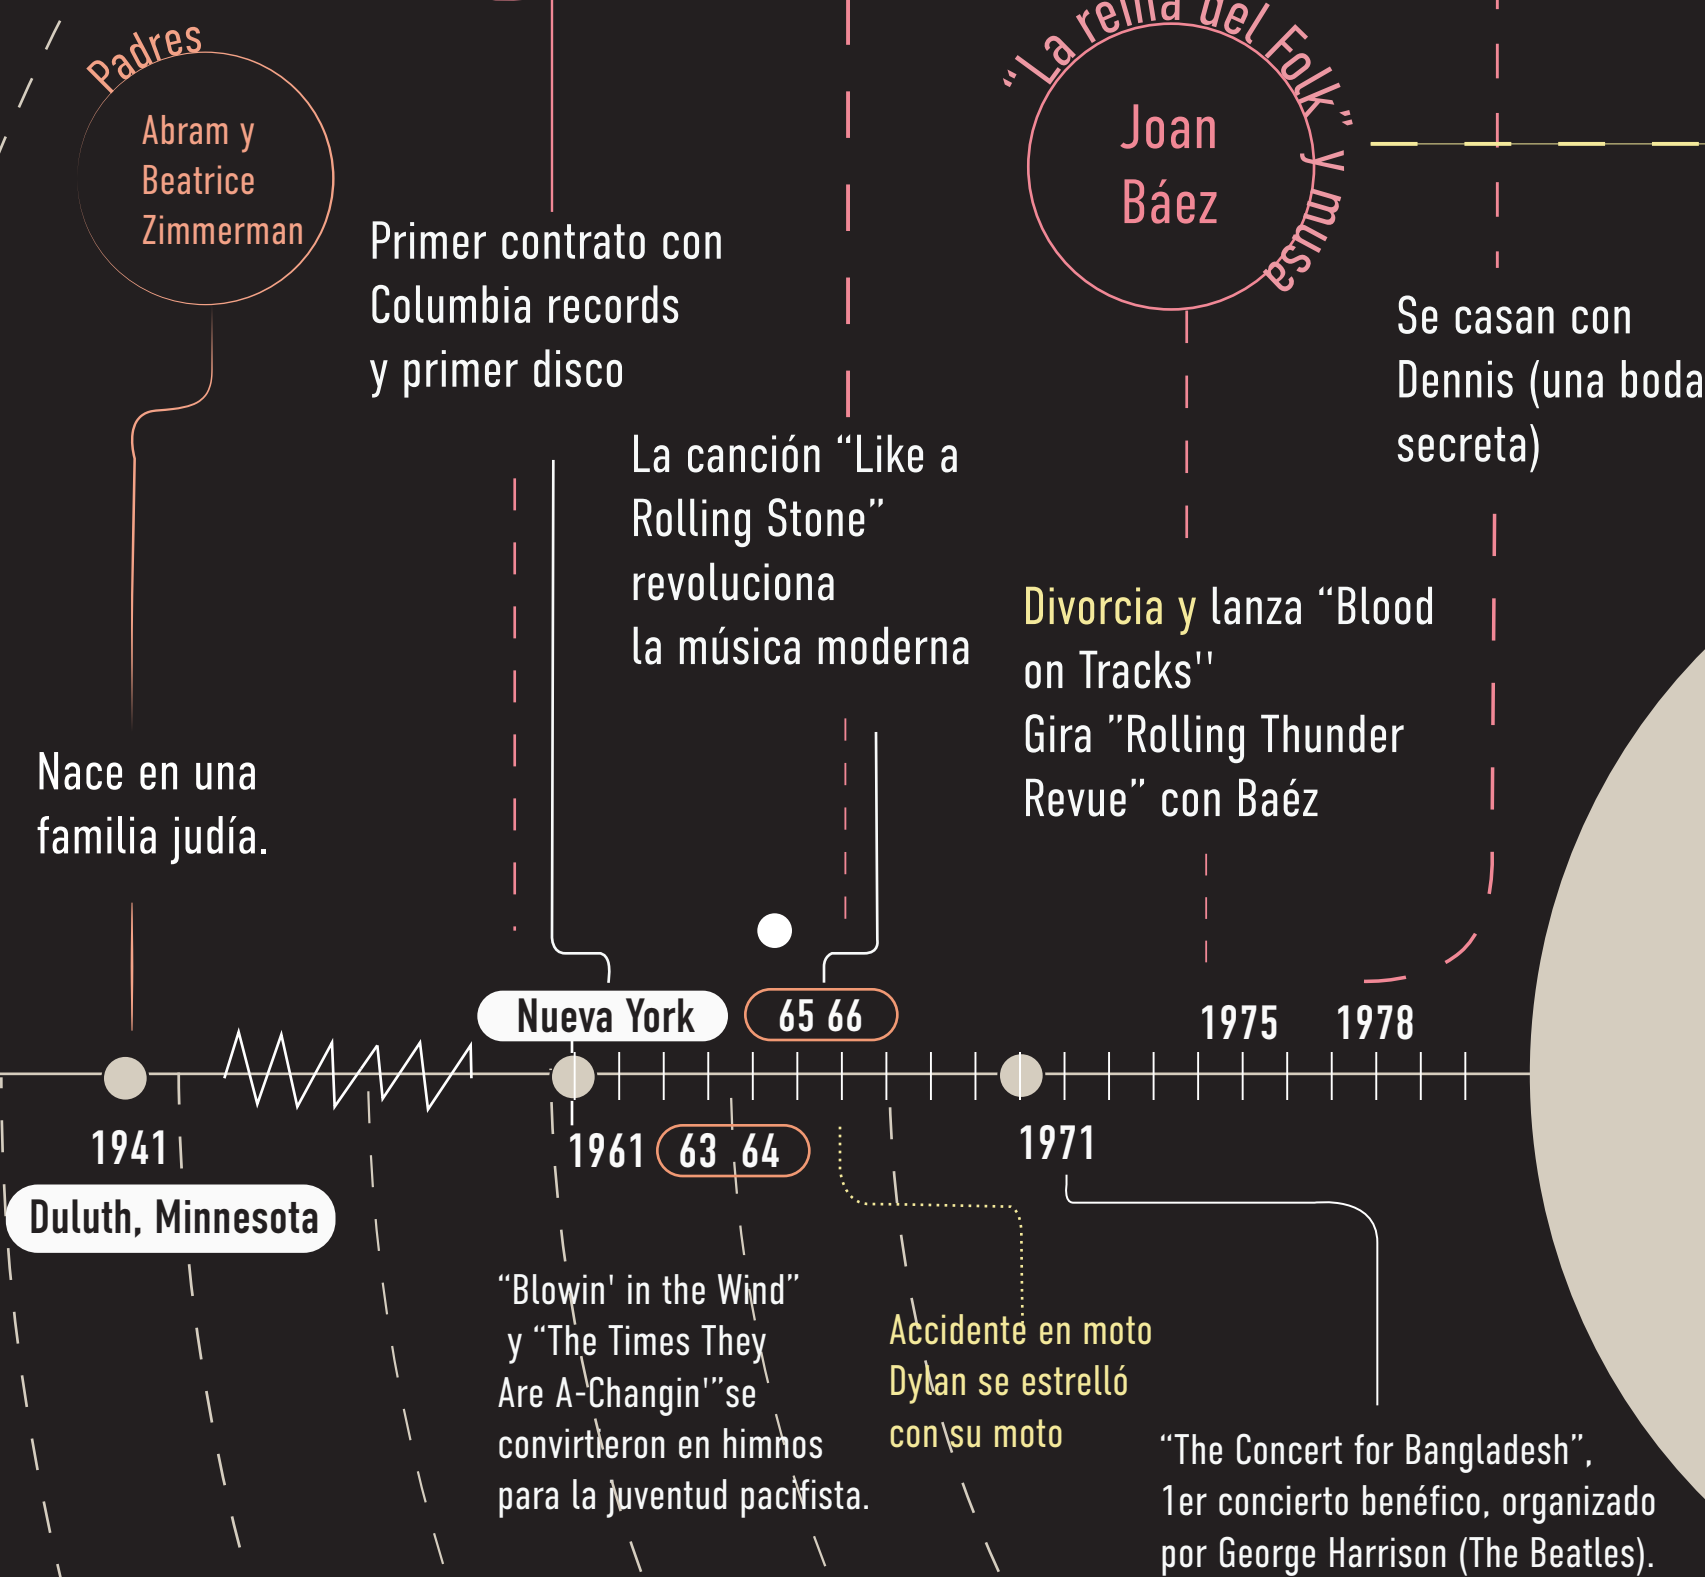 Padres
Abram y
Beatrice
Zimmerman
“La reina del Folk” y musa
Joan
Báez
Primer contrato con
Columbia records
y primer disco
Se casan con
Dennis (una boda
secreta)
La canción “Like a
Rolling Stone”
revoluciona
la música moderna
Divorcia y lanza “Blood
on Tracks''
Gira ”Rolling Thunder
Revue” con Baéz
Nace en una
familia judía.
Nueva York
65 66
1975
1978
1941
Duluth, Minnesota
1961
63 64
1971
“Blowin' in the Wind”
y “The Times They
Are A-Changin'”se
convirtieron en himnos
para la juventud pacifista.
Accidente en moto
Dylan se estrelló
con su moto
“The Concert for Bangladesh”,
1er concierto benéfico, organizado
por George Harrison (The Beatles).